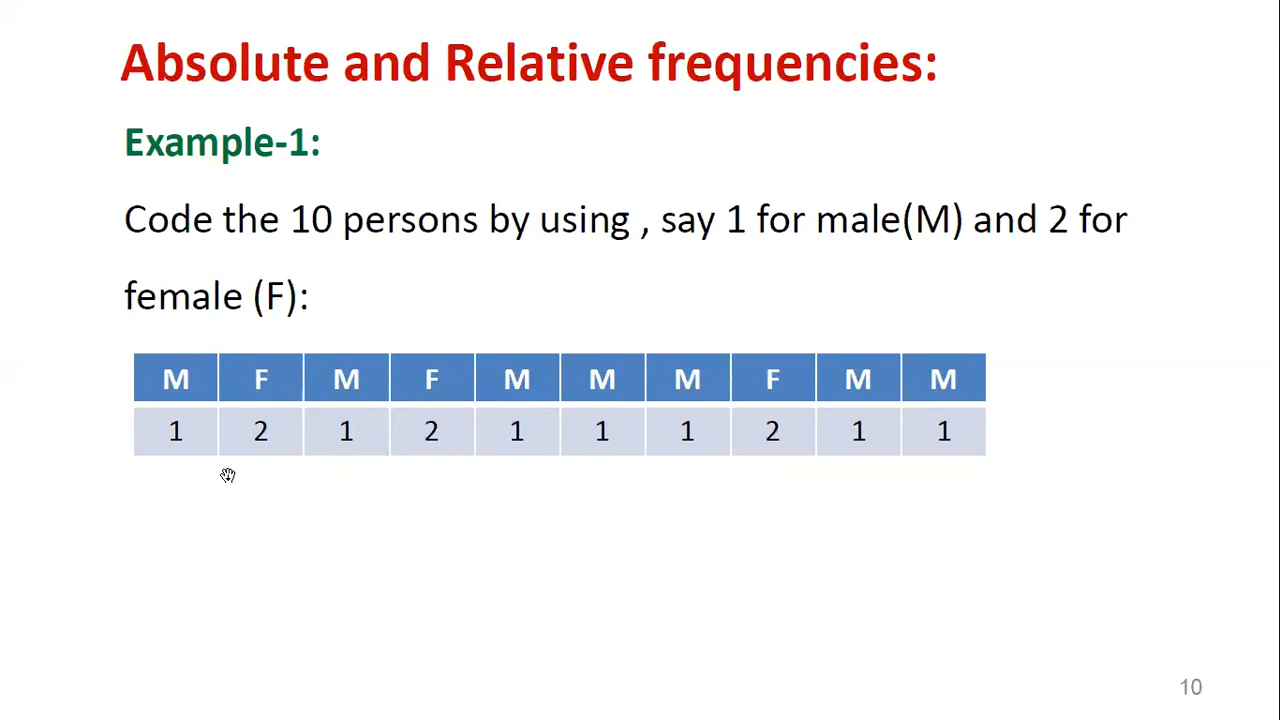 Absolute and Relative frequencies:
Example-1:
Code the 10 persons by using , say 1 for male(M) and 2 for
female (F):
M F M F M M M F M M
1 2 1 2 1 1 1 2 1 1
10